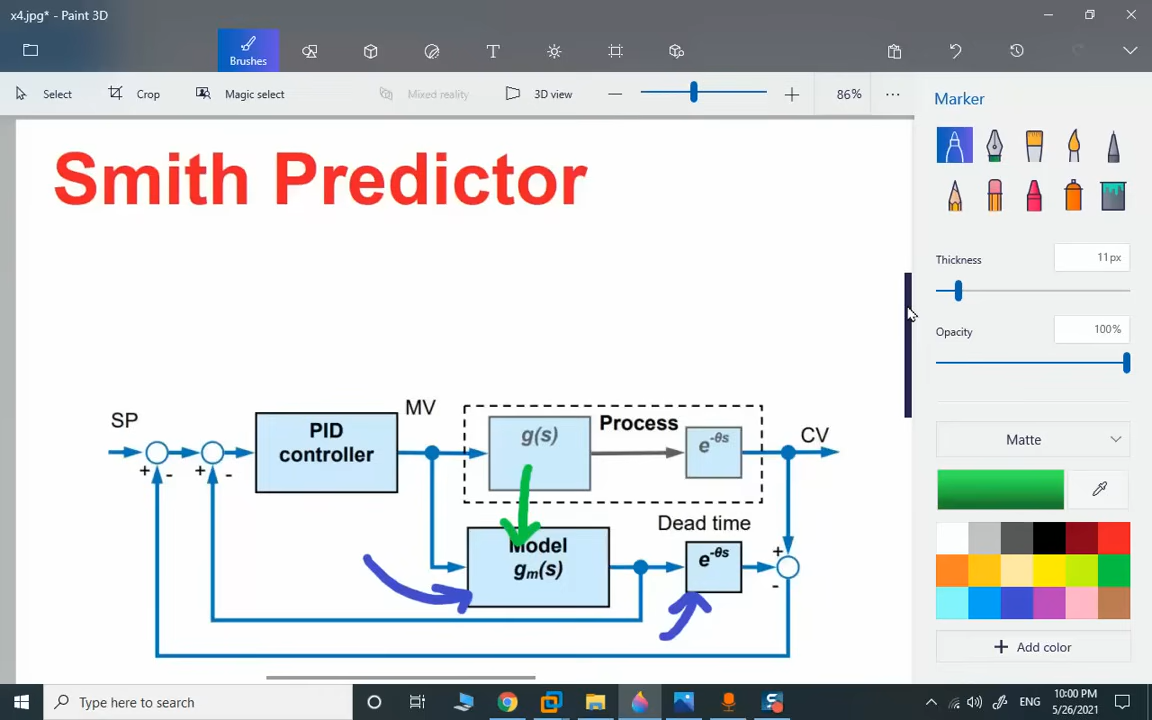 x4.jpg* - Paint 3D
Brushes
Select
Crop
Magic select
Mixed reality
3D view
86%
Marker
Thickness
11px
Opacity
100%
Matte
Add color
Smith Predictor
SP
PID
controller
MV
g(s)
Process
e-θs
CV
+
-
+
-
Dead time
Model
gm(s)
e-θs
+
-
Type here to search
ENG
10:00 PM
5/26/2021